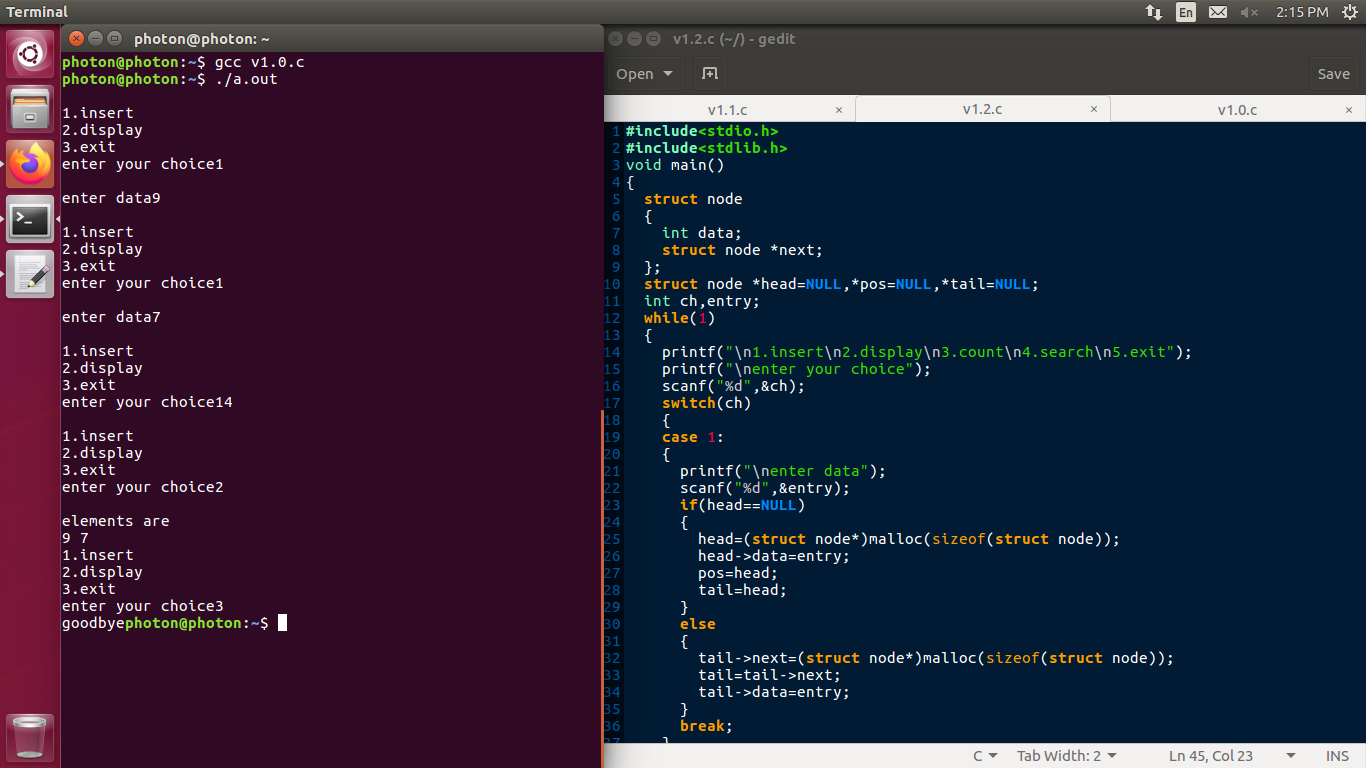 Terminal
En
2:15 PM
photon@photon: ~
photon@photon:~$ gcc v1.0.c
photon@photon:~$ ./a.out
1.insert
2.display
3.exit
enter your choice1
enter data9
1.insert
2.display
3.exit
enter your choice1
enter data7
1.insert
2.display
3.exit
enter your choice14
1.insert
2.display
3.exit
enter your choice2
elements are
9 7
1.insert
2.display
3.exit
enter your choice3
goodbyephoton@photon:~$
v1.2.c (~/) - gedit
Open
Save
v1.1.c × v1.2.c × v1.0.c ×
1 #include<stdio.h>
2 #include<stdlib.h>
3 void main()
4 {
5 struct node
6 {
7 int data;
8 struct node *next;
9 };
10 struct node *head=NULL,*pos=NULL,*tail=NULL;
11 int ch,entry;
12 while(1)
13 {
14 printf("\n1.insert\n2.display\n3.count\n4.search\n5.exit");
15 printf("\nenter your choice");
16 scanf("%d",&ch);
17 switch(ch)
18 {
19 case 1:
20 {
21 printf("\nenter data");
22 scanf("%d",&entry);
23 if(head==NULL)
24 {
25 head=(struct node*)malloc(sizeof(struct node));
26 head->data=entry;
27 pos=head;
28 tail=head;
29 }
30 else
31 {
32 tail->next=(struct node*)malloc(sizeof(struct node));
33 tail=tail->next;
34 tail->data=entry;
35 }
36 break;
37 }
C
Tab Width: 2
Ln 45, Col 23
INS